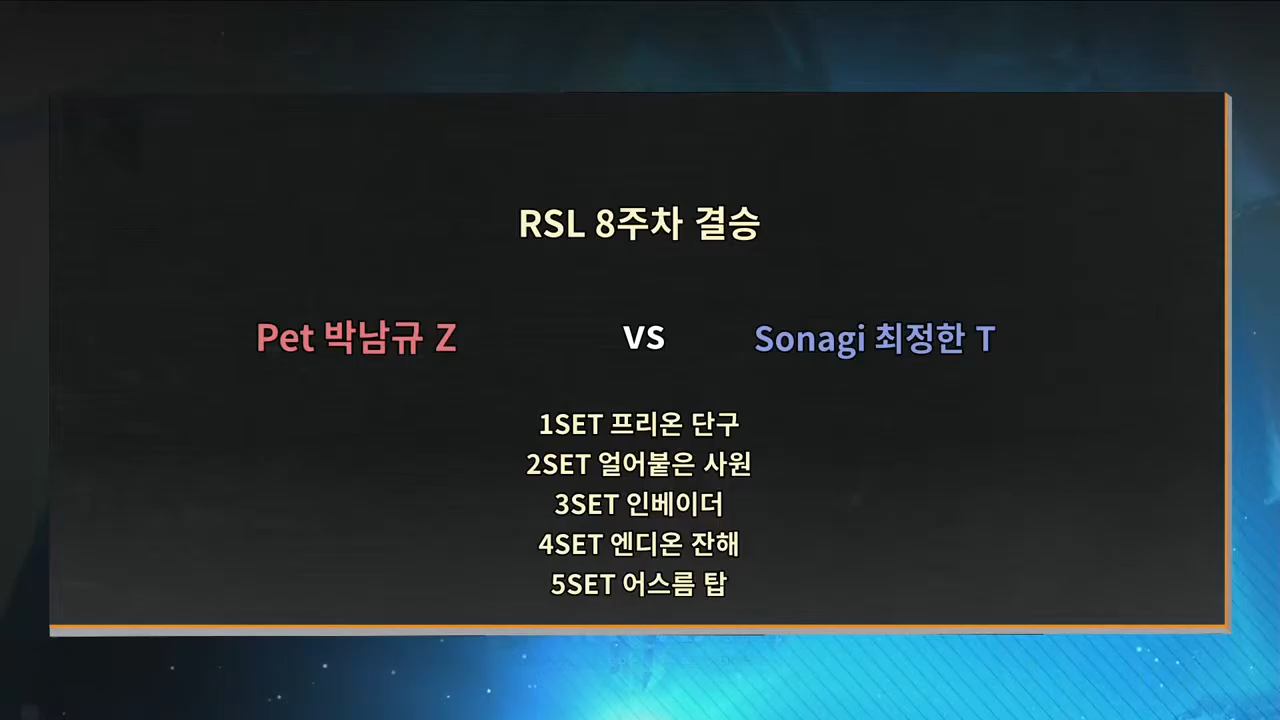 RSL 8주차 결승
Pet 박남규 Z VS Sonagi 최정한 T
1SET 프리온 단구
2SET 얼어붙은 사원
3SET 인베이더
4SET 엔디온 잔해
5SET 어스름 탑